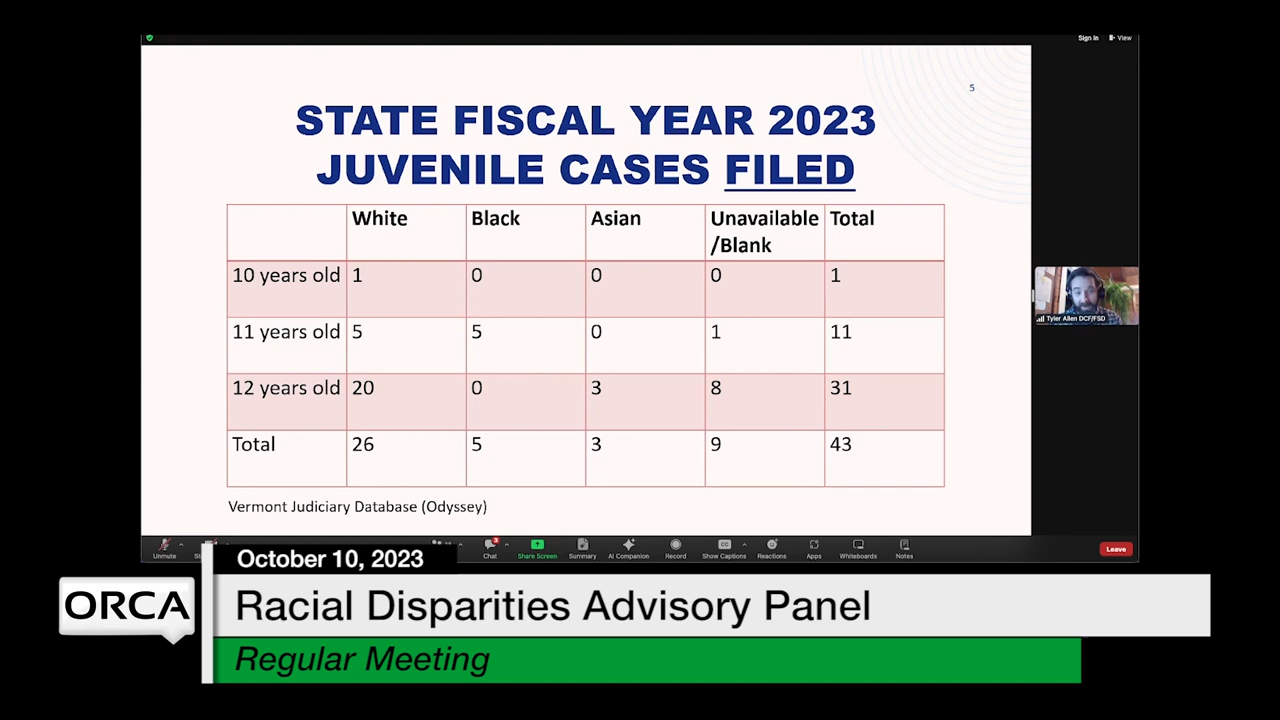 Sign In View
5
STATE FISCAL YEAR 2023
JUVENILE CASES FILED
White Black Asian Unavailable /Blank Total
10 years old 1 0 0 0 1
11 years old 5 5 0 1 11
12 years old 20 0 3 8 31
Total 26 5 3 9 43
Vermont Judiciary Database (Odyssey)
Tyler Allen DCF/FSD
Unmute Chat 3 Share Screen Summary AI Companion Record Show Captions Reactions Apps Whiteboards Notes Leave
October 10, 2023
ORCA
Racial Disparities Advisory Panel
Regular Meeting